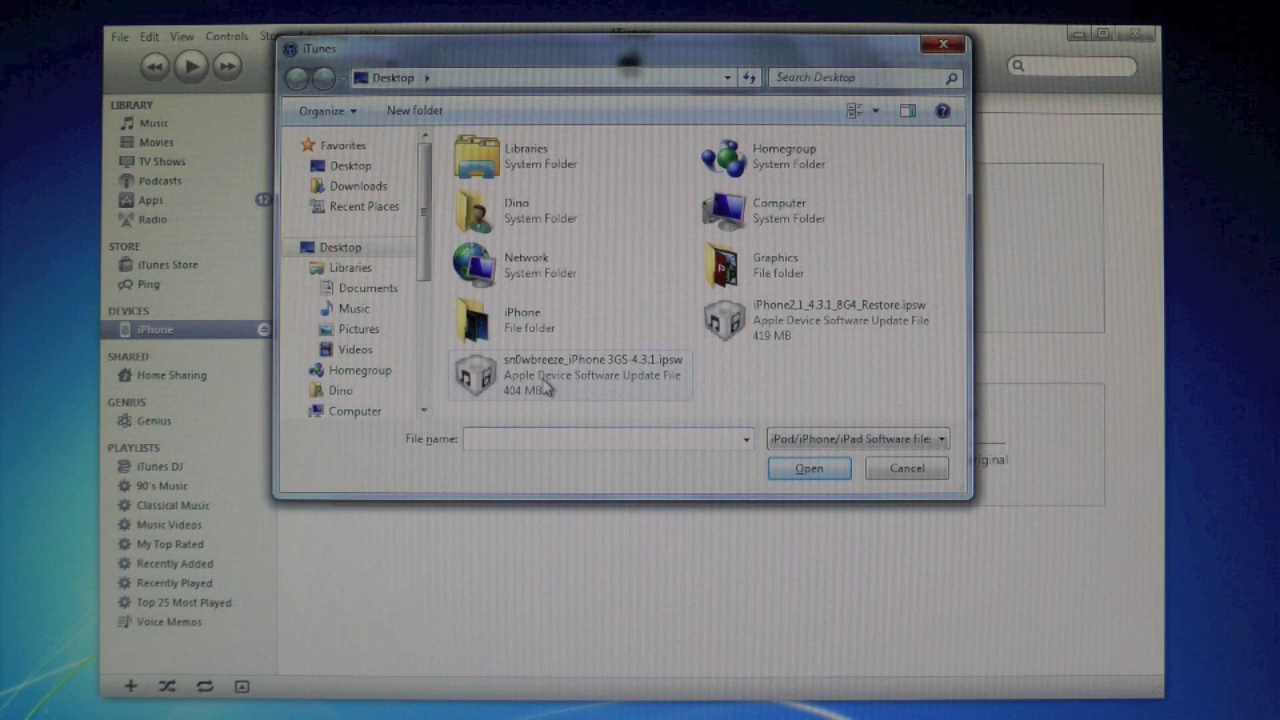 File Edit View Controls
iTunes
Desktop
Search Desktop
Organize
New folder
LIBRARY
Music
Movies
TV Shows
Podcasts
Apps
12
Radio
STORE
iTunes Store
Ping
DEVICES
iPhone
SHARED
Home Sharing
GENIUS
Genius
PLAYLISTS
iTunes DJ
90's Music
Classical Music
Music Videos
My Top Rated
Recently Added
Recently Played
Top 25 Most Played
Voice Memos
Favorites
Desktop
Downloads
Recent Places
Desktop
Libraries
Documents
Music
Pictures
Videos
Homegroup
Dino
Computer
Libraries
System Folder
Homegroup
System Folder
Dino
System Folder
Computer
System Folder
Network
System Folder
Graphics
File folder
iPhone
File folder
iPhone2,1_4.3.1_8G4_Restore.ipsw
Apple Device Software Update File
419 MB
sn0wbreeze_iPhone 3GS-4.3.1.ipsw
Apple Device Software Update File
404 MB
File name:
iPod/iPhone/iPad Software file:
Open
Cancel